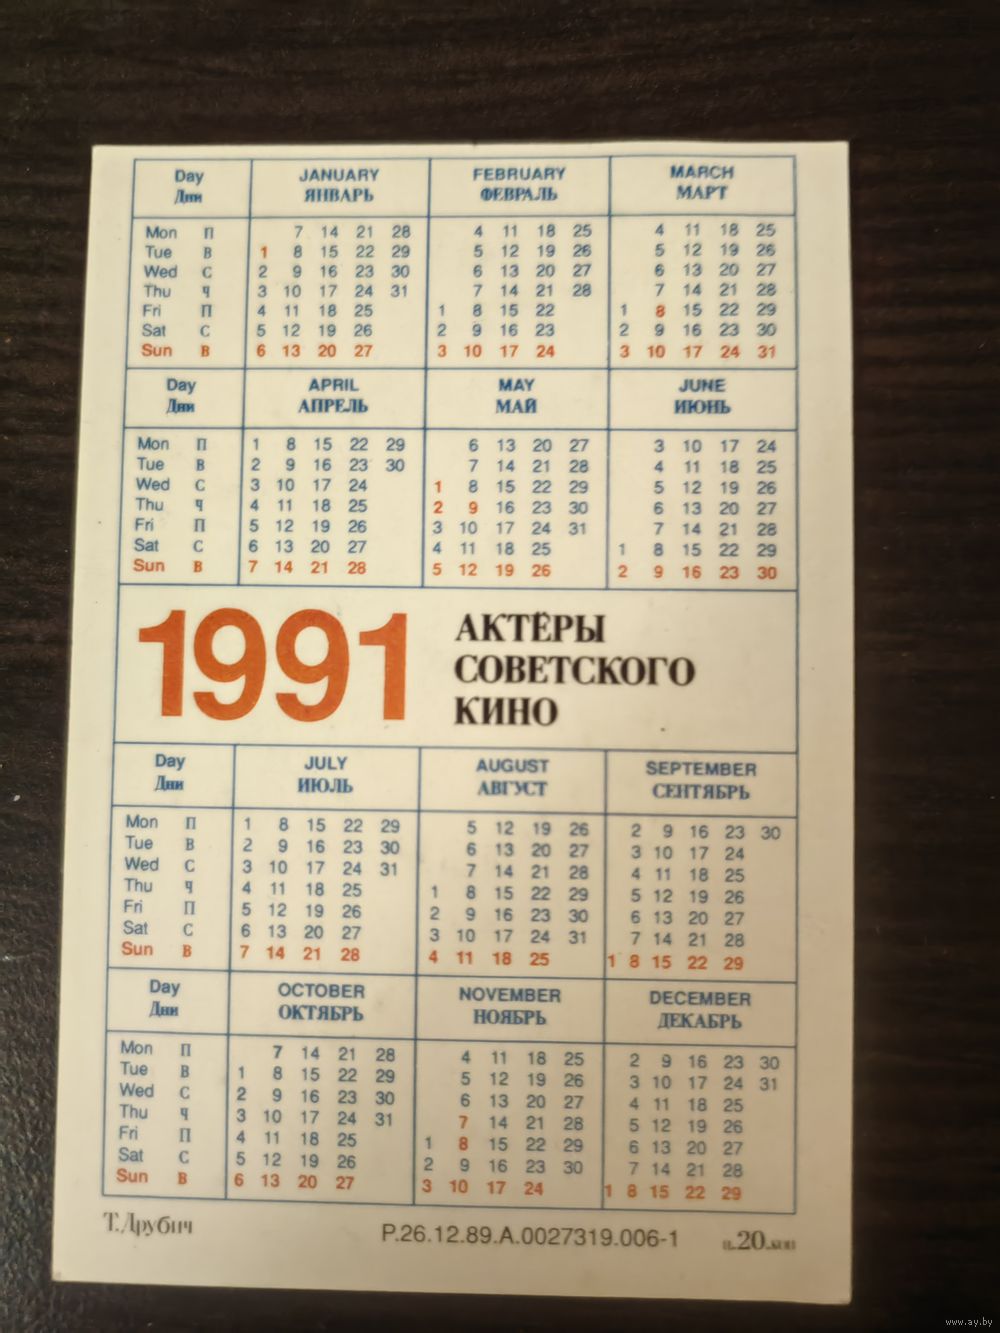 Day JANUARY FEBRUARY MARCH
Дни ЯНВАРЬ ФЕВРАЛЬ МАРТ
Mon П 7 14 21 28 4 11 18 25 4 11 18 25
Tue В 1 8 15 22 29 5 12 19 26 5 12 19 26
Wed С 2 9 16 23 30 6 13 20 27 6 13 20 27
Thu Ч 3 10 17 24 31 7 14 21 28 7 14 21 28
Fri П 4 11 18 25 1 8 15 22 1 8 15 22 29
Sat С 5 12 19 26 2 9 16 23 2 9 16 23 30
Sun В 6 13 20 27 3 10 17 24 3 10 17 24 31
Day APRIL MAY JUNE
Дни АПРЕЛЬ МАЙ ИЮНЬ
Mon П 1 8 15 22 29 6 13 20 27 3 10 17 24
Tue В 2 9 16 23 30 7 14 21 28 4 11 18 25
Wed С 3 10 17 24 1 8 15 22 29 5 12 19 26
Thu Ч 4 11 18 25 2 9 16 23 30 6 13 20 27
Fri П 5 12 19 26 3 10 17 24 31 7 14 21 28
Sat С 6 13 20 27 4 11 18 25 1 8 15 22 29
Sun В 7 14 21 28 5 12 19 26 2 9 16 23 30
1991
АКТЁРЫ
СОВЕТСКОГО
КИНО
Day JULY AUGUST SEPTEMBER
Дни ИЮЛЬ АВГУСТ СЕНТЯБРЬ
Mon П 1 8 15 22 29 5 12 19 26 2 9 16 23 30
Tue В 2 9 16 23 30 6 13 20 27 3 10 17 24
Wed С 3 10 17 24 31 7 14 21 28 4 11 18 25
Thu Ч 4 11 18 25 1 8 15 22 29 5 12 19 26
Fri П 5 12 19 26 2 9 16 23 30 6 13 20 27
Sat С 6 13 20 27 3 10 17 24 31 7 14 21 28
Sun В 7 14 21 28 4 11 18 25 1 8 15 22 29
Day OCTOBER NOVEMBER DECEMBER
Дни ОКТЯБРЬ НОЯБРЬ ДЕКАБРЬ
Mon П 7 14 21 28 4 11 18 25 2 9 16 23 30
Tue В 1 8 15 22 29 5 12 19 26 3 10 17 24 31
Wed С 2 9 16 23 30 6 13 20 27 4 11 18 25
Thu Ч 3 10 17 24 31 7 14 21 28 5 12 19 26
Fri П 4 11 18 25 1 8 15 22 29 6 13 20 27
Sat С 5 12 19 26 2 9 16 23 30 7 14 21 28
Sun В 6 13 20 27 3 10 17 24 1 8 15 22 29
Т.Друбич Р.26.12.89.А.0027319.006-1 ц.20.коп
www.ay.by